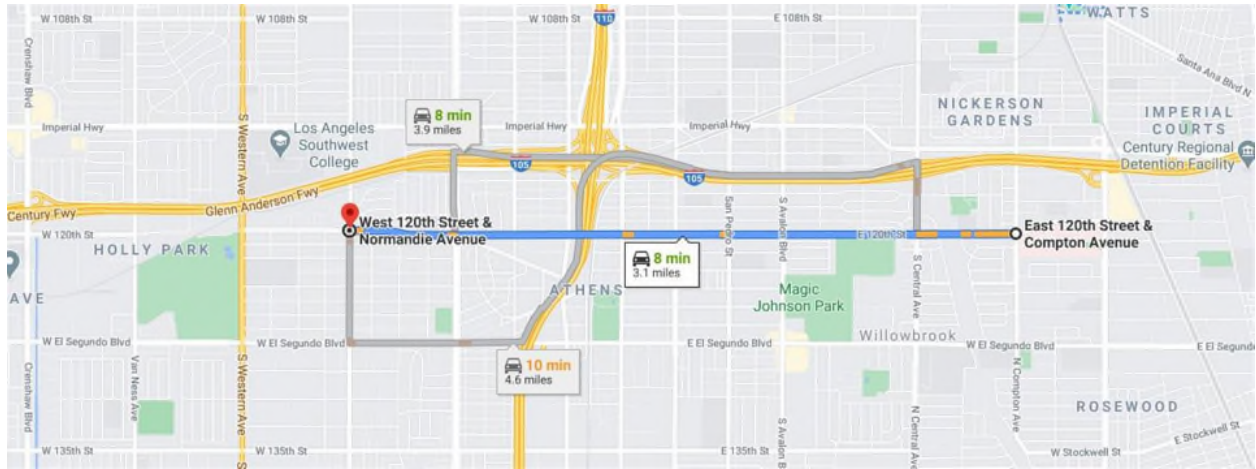 W 108th St
W 108th St
110
E 108th St
WATTS
Crenshaw Blvd
S Western Ave
Santa Ana Blvd N
8 min
3.9 miles
NICKERSON
GARDENS
IMPERIAL
COURTS
Century Regional
Detention Facility
Imperial Hwy
Imperial Hwy
Imperial Hwy
Los Angeles
Southwest
College
105
105
Glenn Anderson Fwy
Century Fwy
West 120th Street &
Normandie Avenue
San Pedro St
S Avalon Blvd
W 120th St
E 120th St
East 120th Street &
Compton Avenue
HOLLY PARK
8 min
3.1 miles
S Central Ave
AVE
ATHENS
Magic
Johnson Park
Willowbrook
W El Segundo Blvd
W El Segundo Blvd
E El Segundo Blvd
W El Segundo Blvd
E El Segundo Blvd
10 min
4.6 miles
Van Ness Ave
Crenshaw Blvd
S Western Ave
S Avalon B
N Central Ave
N Compton Ave
ROSEWOOD
E Stockwell St
W 135th St
W 135th St
E 135th St
W Stockwell St
S